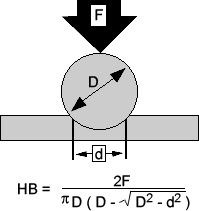 F
D
d
HB = 2F / πD ( D - √D² - d² )